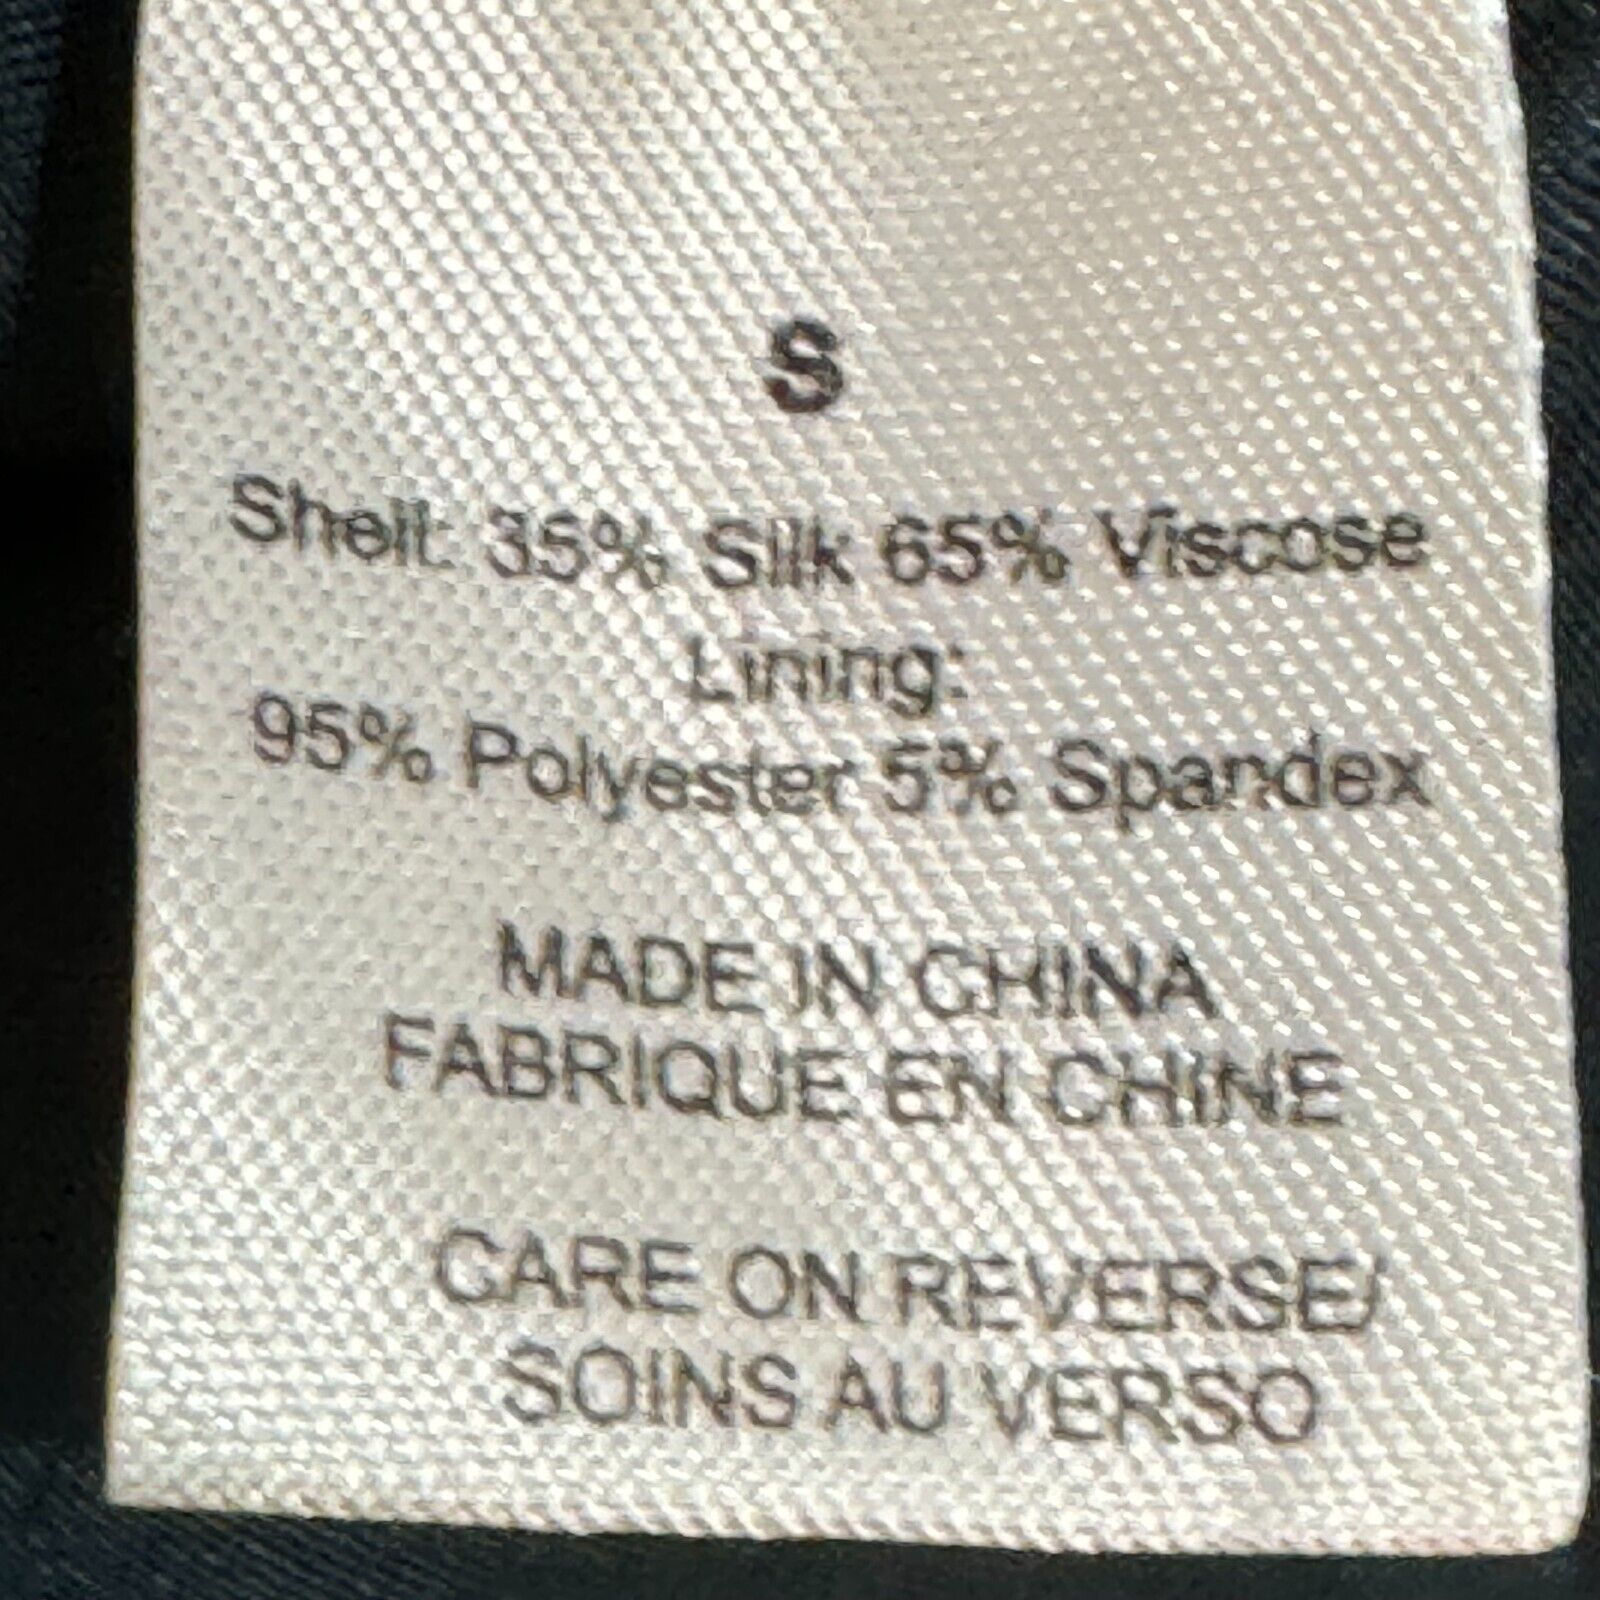 S
Shell: 35% Silk 65% Viscose
Lining:
95% Polyester 5% Spandex
MADE IN CHINA
FABRIQUE EN CHINE
CARE ON REVERSE/
SOINS AU VERSO